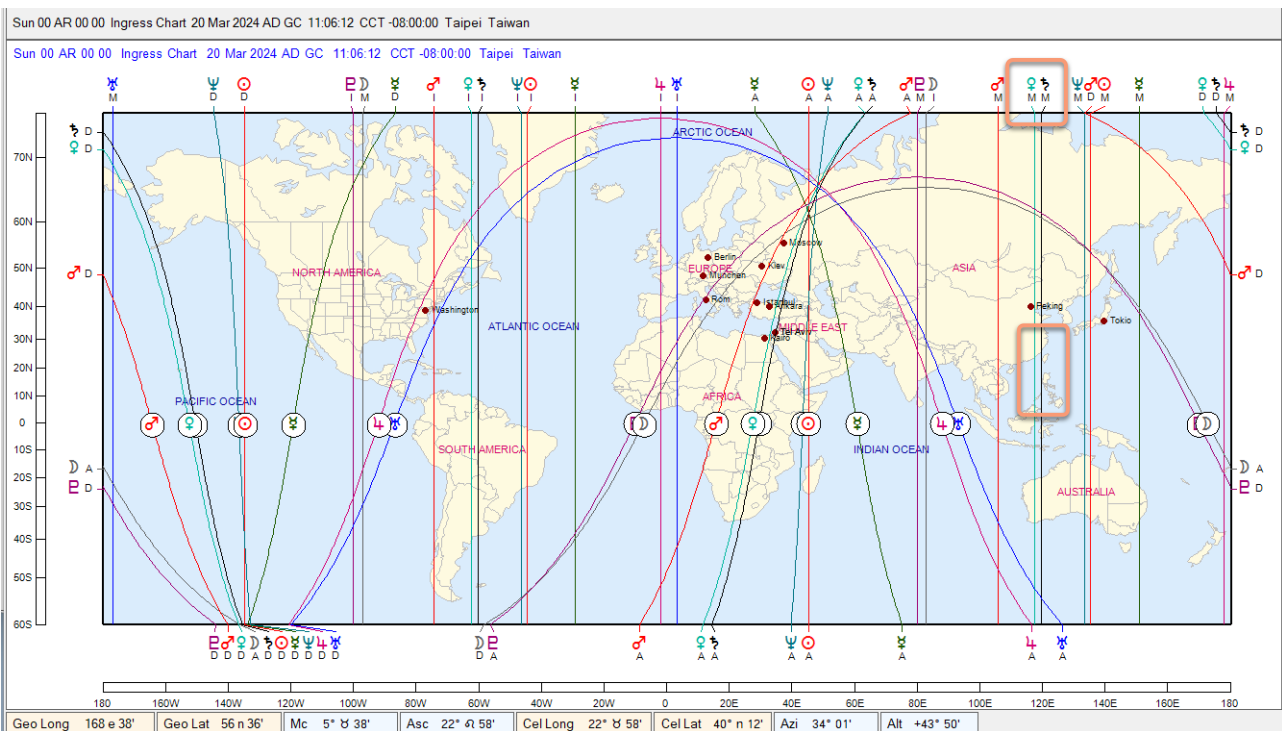 Sun 00 AR 00 00 Ingress Chart 20 Mar 2024 AD GC 11:06:12 CCT -08:00:00 Taipei Taiwan
Sun 00 AR 00 00 Ingress Chart 20 Mar 2024 AD GC 11:06:12 CCT -08:00:00 Taipei Taiwan
♅ ♆ ☉ ♇ ☽ ☿ ♂ ♀ ♄ ♆ ☉ ☿ ♃ ♅ ☿ ☉ ♆ ♀ ♄ ♂ ♇ ☽ ♂ ♀ ♄ ♆ ♂ ☉ ☿ ♀ ♄ ♃
M D D I M D I I I I I I I I A A A A A A M I M M M M D M M D D M
♄ D
♄ D
ARCTIC OCEAN
♀ D
♀ D
70N
60N
Moscow
Berlin
Kiev
EUROPE
ASIA
50N
NORTH AMERICA
München
♂ D
♂ D
Rom
Istanbul
Ankara
40N
Washington
Peking
Tokio
ATLANTIC OCEAN
MIDDLE EAST
Tel Aviv
30N
Kairo
20N
PACIFIC OCEAN
AFRICA
10N
0
♂ ♀ ☉ ☿ ♃ ♅ ♇ ☽ ♂ ♀ ☉ ☿ ♃ ♅ ♇ ☽
10S
SOUTH AMERICA
INDIAN OCEAN
☽ A
☽ A
20S
♇ D
♇ D
AUSTRALIA
30S
40S
50S
60S
♇ ♂ ♀ ☽ ♄ ☉ ☿ ♆ ♃ ♅ ☽ ♇ ♂ ♀ ♄ ♆ ☉ ☿ ♃ ♅
D D D A D D D D D D D A A A A A A A A A
180 160W 140W 120W 100W 80W 60W 40W 20W 0 20E 40E 60E 80E 100E 120E 140E 160E 180
Geo Long 168 e 38' Geo Lat 56 n 36' Mc 5° ♉ 38' Asc 22° ♌ 58' Cel Long 22° ♉ 58' Cel Lat 40° n 12' Azi 34° 01' Alt +43° 50'